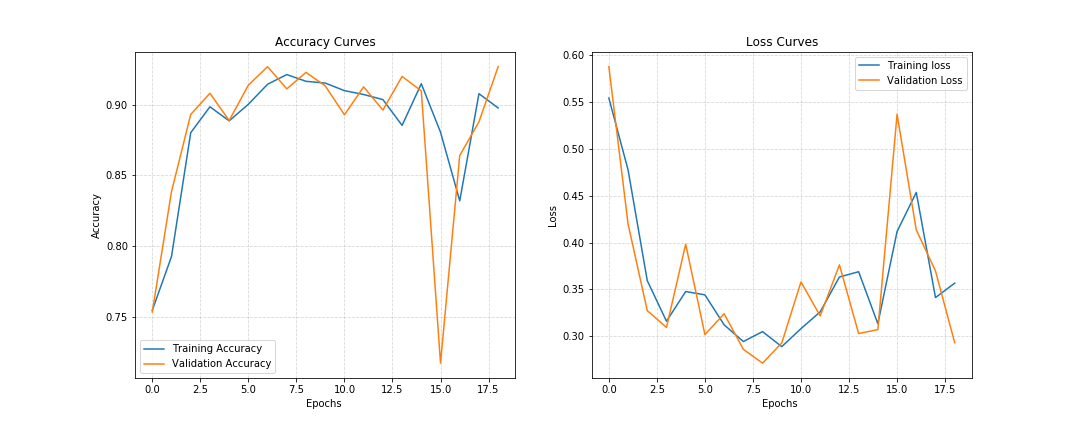 Accuracy Curves
Accuracy
0.90
0.85
0.80
0.75
Training Accuracy
Validation Accuracy
0.0 2.5 5.0 7.5 10.0 12.5 15.0 17.5
Epochs
Loss Curves
Loss
0.60
0.55
0.50
0.45
0.40
0.35
0.30
Training loss
Validation Loss
0.0 2.5 5.0 7.5 10.0 12.5 15.0 17.5
Epochs